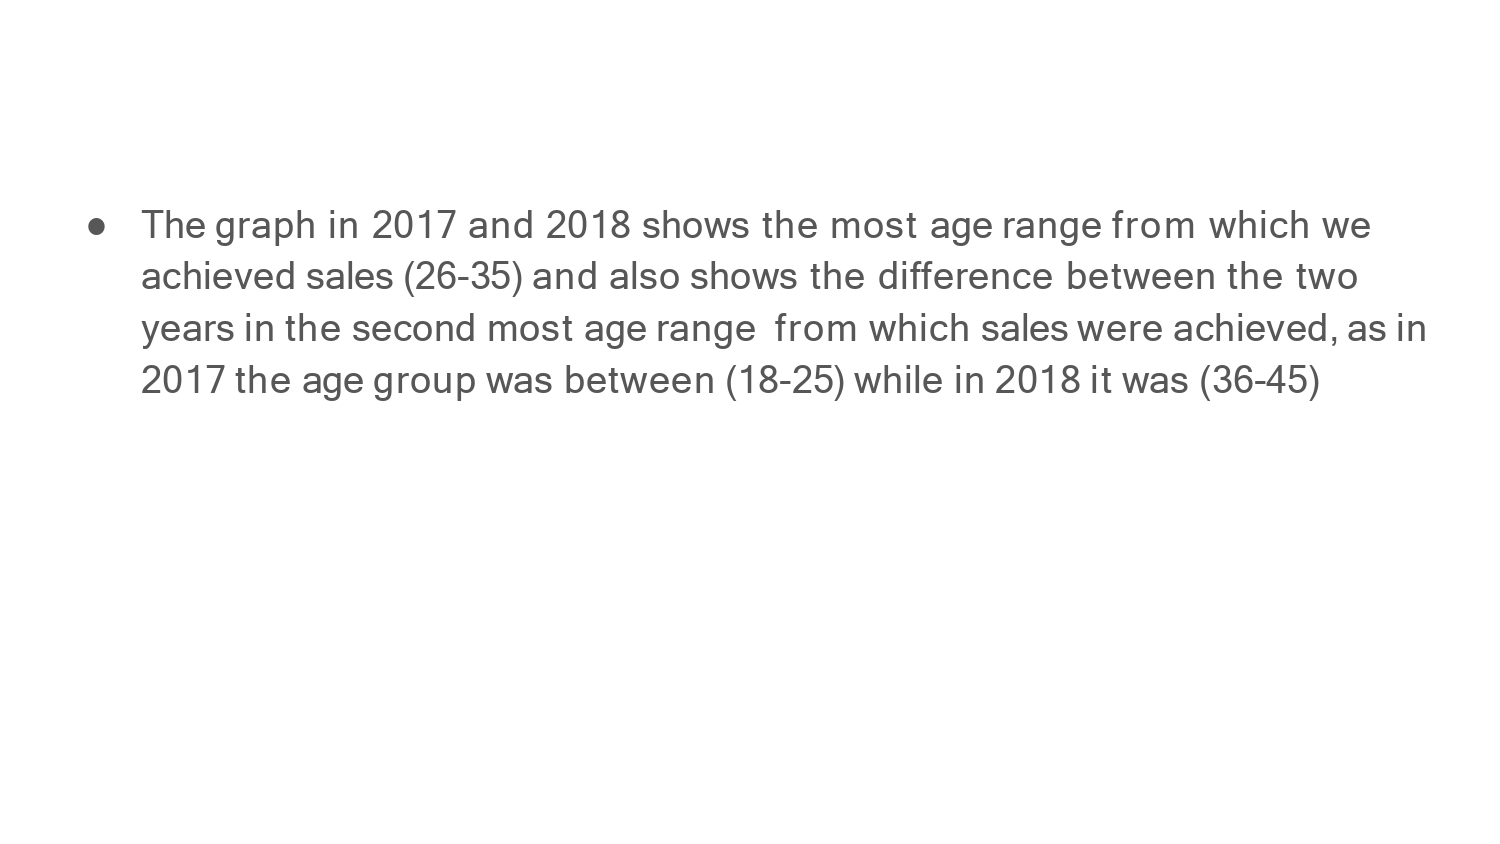 ● The graph in 2017 and 2018 shows the most age range from which we
achieved sales (26-35) and also shows the difference between the two
years in the second most age range  from which sales were achieved, as in
2017 the age group was between (18-25) while in 2018 it was (36-45)